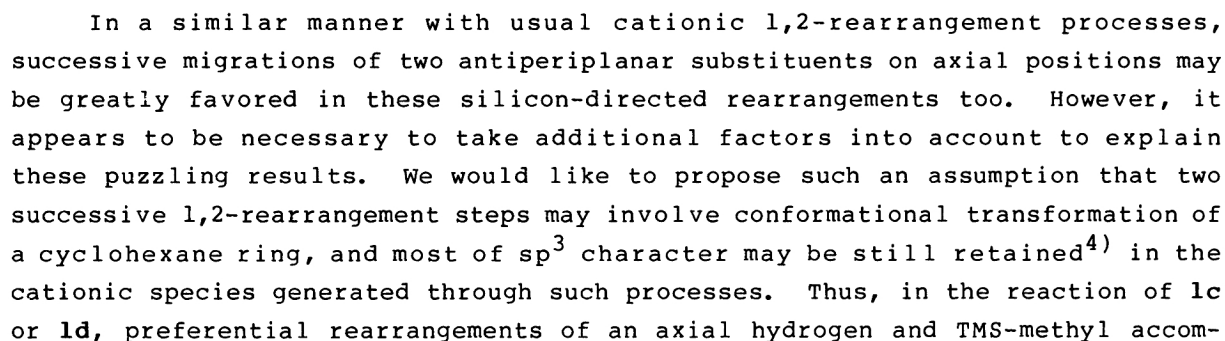 In a similar manner with usual cationic 1,2-rearrangement processes,
successive migrations of two antiperiplanar substituents on axial positions may
be greatly favored in these silicon-directed rearrangements too. However, it
appears to be necessary to take additional factors into account to explain
these puzzling results. We would like to propose such an assumption that two
successive 1,2-rearrangement steps may involve conformational transformation of
a cyclohexane ring, and most of sp³ character may be still retained⁴⁾ in the
cationic species generated through such processes. Thus, in the reaction of 1c
or 1d, preferential rearrangements of an axial hydrogen and TMS-methyl accom-